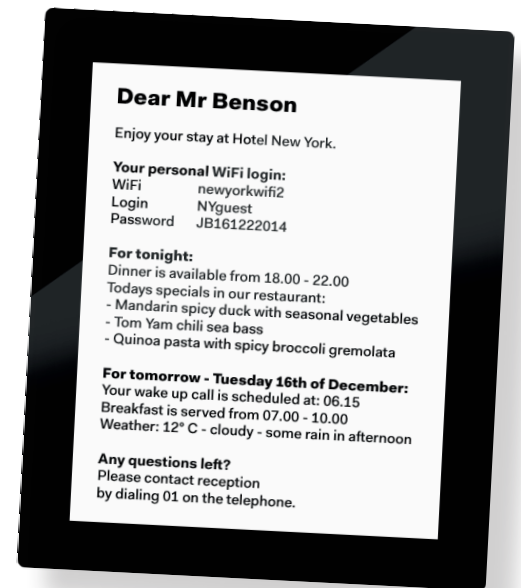 Dear Mr Benson
Enjoy your stay at Hotel New York.
Your personal WiFi login:
WiFi newyorkwifi2
Login NYguest
Password JB161222014
For tonight:
Dinner is available from 18.00 - 22.00
Todays specials in our restaurant:
- Mandarin spicy duck with seasonal vegetables
- Tom Yam chili sea bass
- Quinoa pasta with spicy broccoli gremolata
For tomorrow - Tuesday 16th of December:
Your wake up call is scheduled at: 06.15
Breakfast is served from 07.00 - 10.00
Weather: 12° C - cloudy - some rain in afternoon
Any questions left?
Please contact reception
by dialing 01 on the telephone.